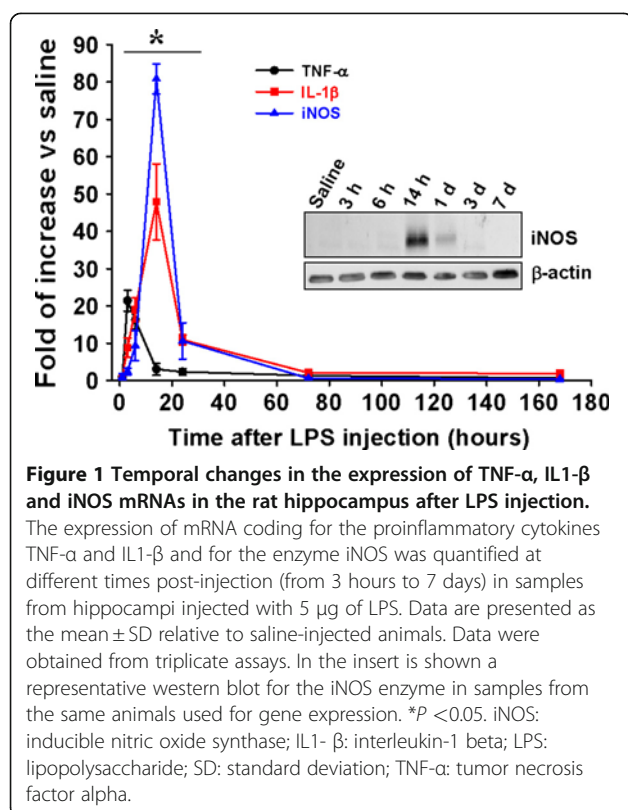 *
90
80
70
60
50
40
30
20
10
0
Fold of increase vs saline
TNF-α
IL-1β
iNOS
Saline
3 h
6 h
14 h
1 d
3 d
7 d
iNOS
β-actin
0 20 40 60 80 100 120 140 160 180
Time after LPS injection (hours)
Figure 1 Temporal changes in the expression of TNF-α, IL1-β
and iNOS mRNAs in the rat hippocampus after LPS injection.
The expression of mRNA coding for the proinflammatory cytokines
TNF-α and IL1-β and for the enzyme iNOS was quantified at
different times post-injection (from 3 hours to 7 days) in samples
from hippocampi injected with 5 μg of LPS. Data are presented as
the mean ± SD relative to saline-injected animals. Data were
obtained from triplicate assays. In the insert is shown a
representative western blot for the iNOS enzyme in samples from
the same animals used for gene expression. *P <0.05. iNOS:
inducible nitric oxide synthase; IL1- β: interleukin-1 beta; LPS:
lipopolysaccharide; SD: standard deviation; TNF-α: tumor necrosis
factor alpha.